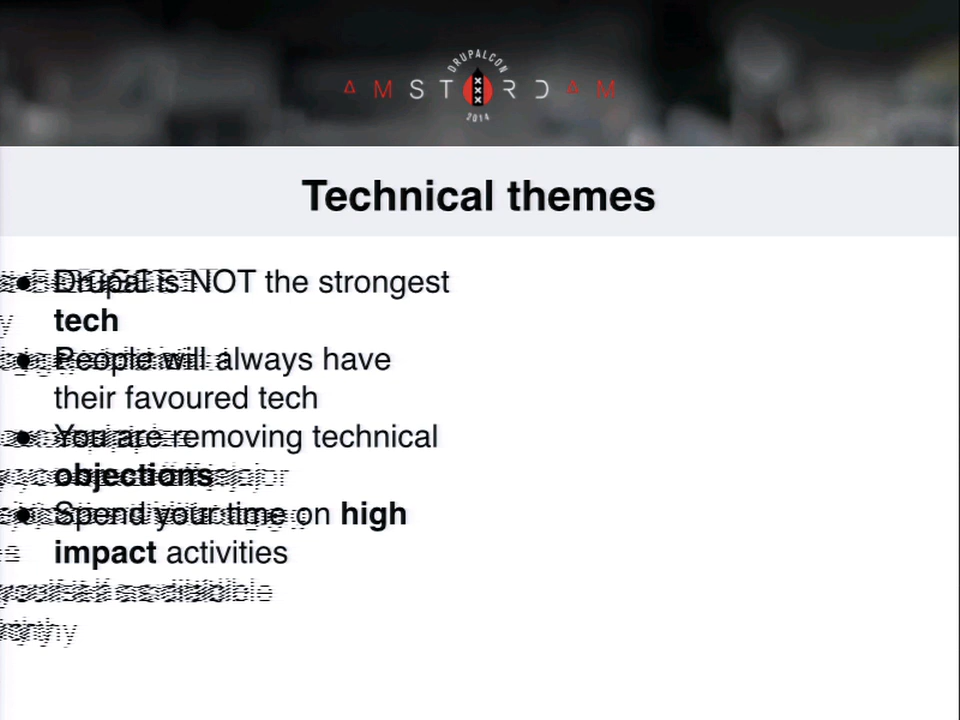 DRUPALCON
AMSTERDAM
2014
Technical themes
• Drupal is NOT the strongest
tech
• People will always have
their favoured tech
• You are removing technical
objections
• Spend your time on high
impact activities